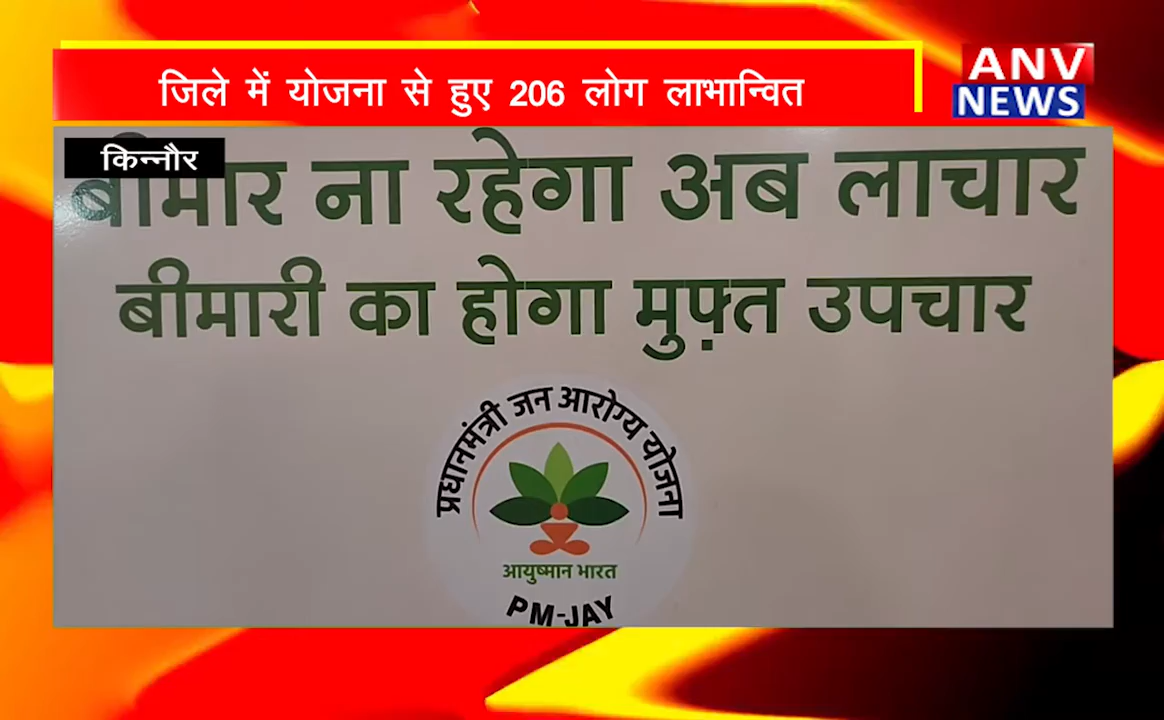 जिले में योजना से हुए 206 लोग लाभान्वित
ANV
NEWS
किन्नौर
बीमार ना रहेगा अब लाचार
बीमारी का होगा मुफ़्त उपचार
प्रधानमंत्री जन आरोग्य योजना
आयुष्मान भारत
PM-JAY